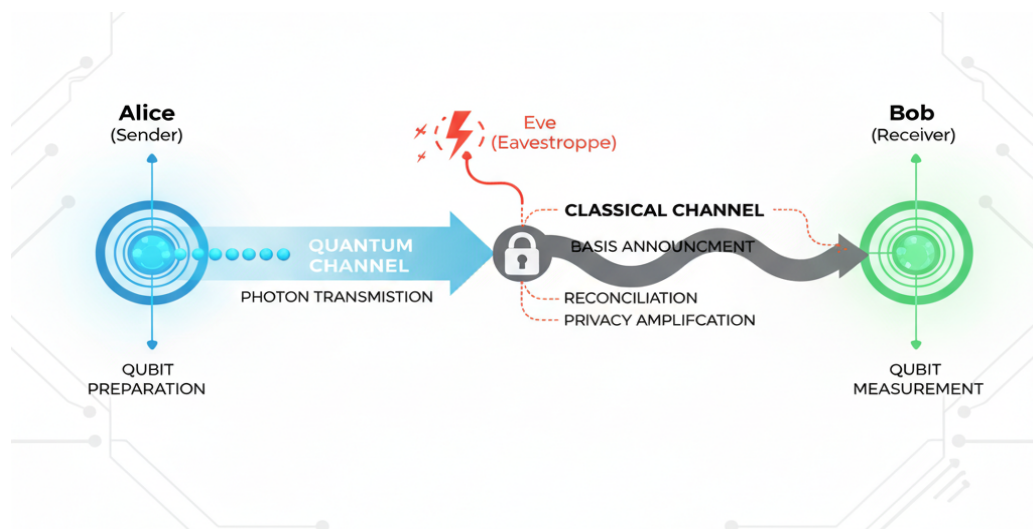 Alice
(Sender)
Bob
(Receiver)
Eve
(Eavestroppe)
CLASSICAL CHANNEL
QUANTUM
CHANNEL
BASIS ANNOUNCMENT
PHOTON TRANSMISTION
RECONCILIATION
PRIVACY AMPLIFCATION
QUBIT
PREPARATION
QUBIT
MEASUREMENT